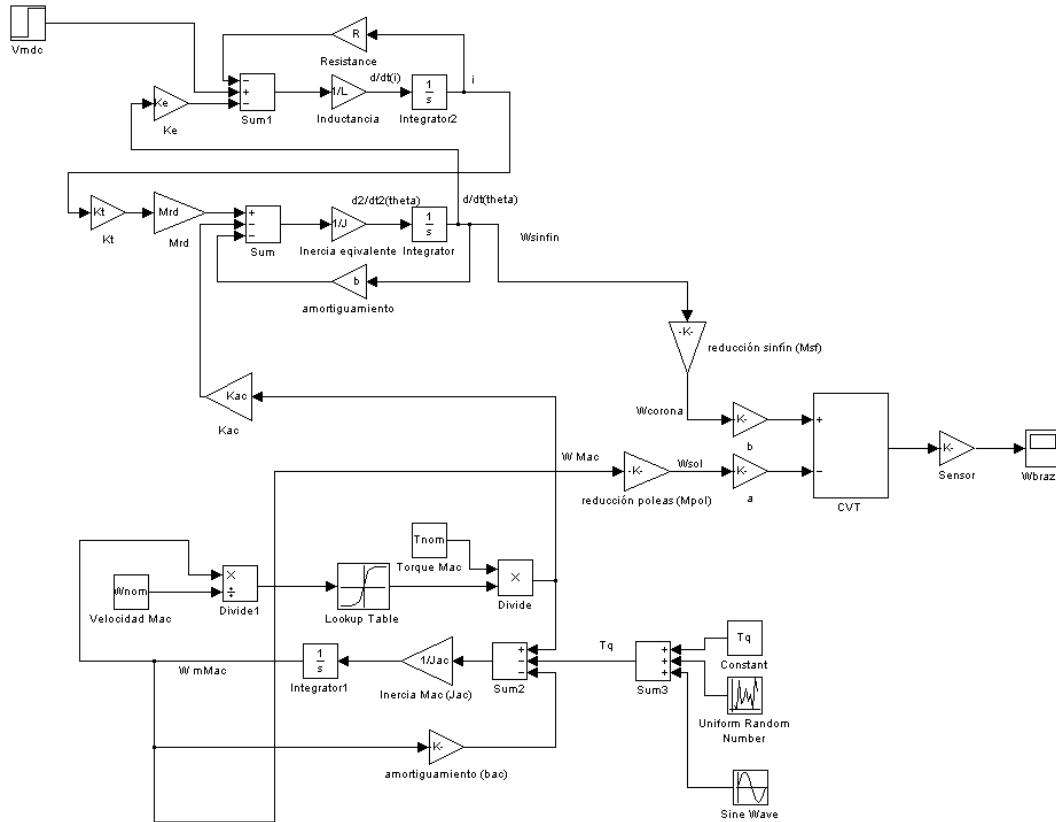 Vmdc
R
Resistance
d/dt(i)
i
Ke
Ke
−
+
−
Sum1
1/L
Inductancia
1
s
Integrator2
Kt
Kt
Mrd
Mrd
+
−
−
Sum
d2/dt2(theta)
1/J
Inercia eqivalente
1
s
Integrator
d/dt(theta)
Wsinfin
b
amortiguamiento
-K-
reducción sinfin (Msf)
Kac
Kac
Wcorona
K-
b
+
−
CVT
K-
Sensor
Wbraz
W Mac
-K-
reducción poleas (Mpol)
Wsol
K-
a
Tnom
Torque Mac
Wnom
Velocidad Mac
×
÷
Divide1
Lookup Table
×
Divide
W mMac
1
s
Integrator1
1/Jac
Inercia Mac (Jac)
+
−
−
Sum2
Tq
+
+
+
Sum3
Tq
Constant
Uniform Random
Number
K-
amortiguamiento (bac)
Sine Wave